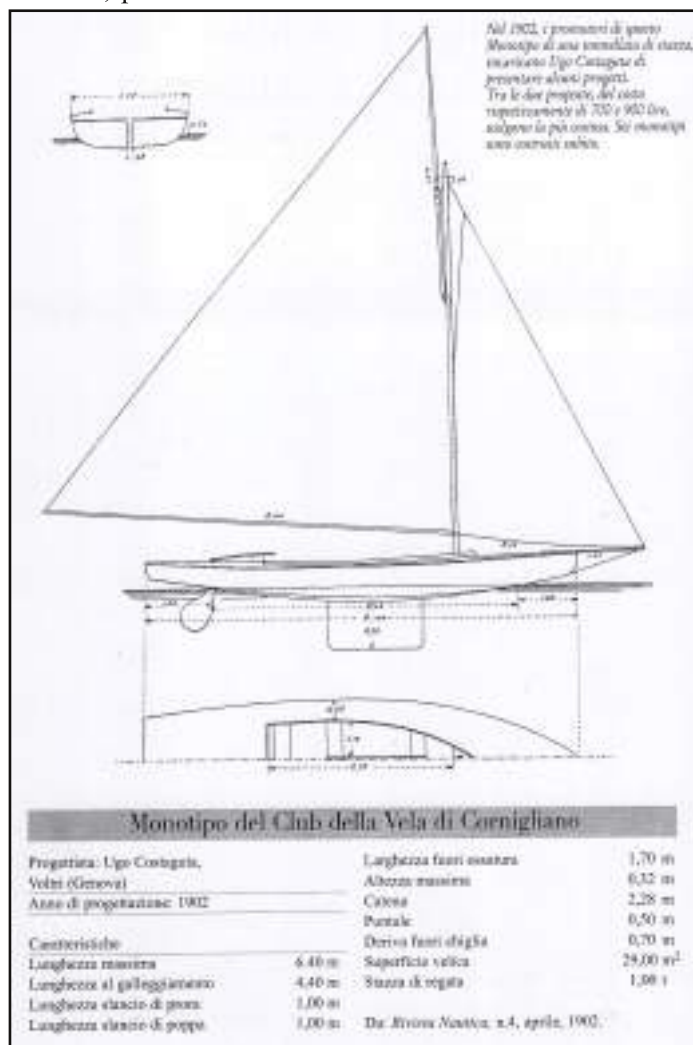 Nel 1902, i promotori di questo
Monotipo di una tonnellata di stazza,
incaricano Ugo Costaguta di
presentare alcuni progetti.
Tra le due proposte, del costo
rispettivamente di 700 e 900 lire,
scelgono la più costosa. Sei monotipi
sono costruiti subito.
Monotipo del Club della Vela di Cornigliano
Progettista: Ugo Costaguta,
Voltri (Genova)
Anno di progettazione: 1902
Caratteristiche
Lunghezza massima 6,40 m
Lunghezza al galleggiamento 4,40 m
Lunghezza slancio di prora 1,00 m
Lunghezza slancio di poppa 1,00 m
Larghezza fuori ossatura 1,70 m
Altezza massima 0,32 m
Catena 2,28 m
Puntale 0,50 m
Deriva fuori chiglia 0,70 m
Superficie velica 29,00 m²
Stazza di regata 1,08 t
Da: Riviera Nautica, n.4, aprile, 1902.